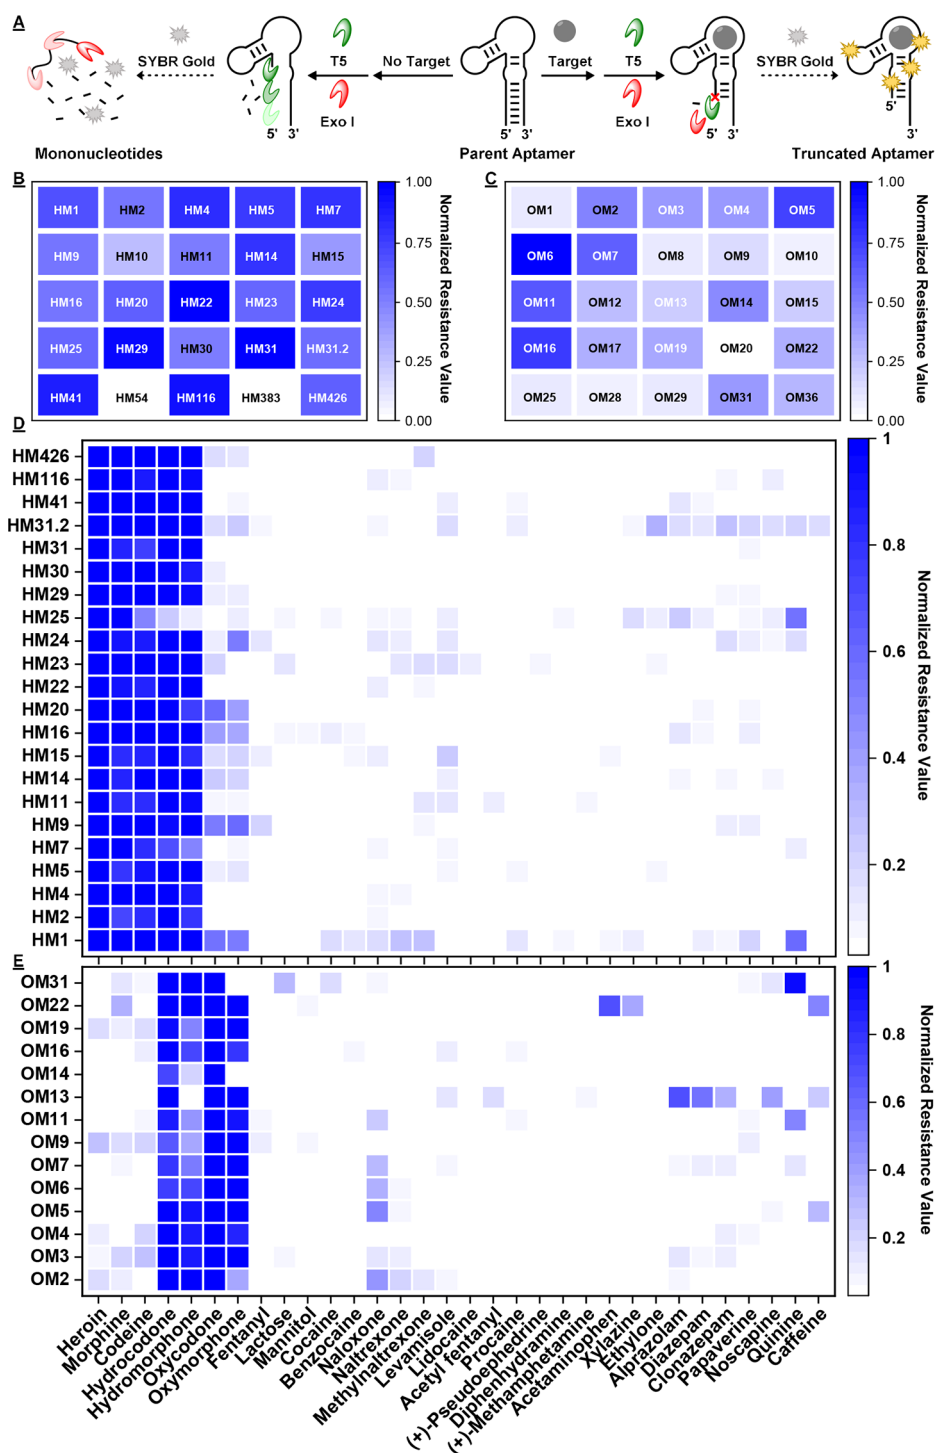 A
SYBR Gold
T5
Exo I
No Target
Target
T5
Exo I
SYBR Gold
5' 3'
5' 3'
5' 3'
3'
Mononucleotides
Parent Aptamer
Truncated Aptamer
B
HM1 HM2 HM4 HM5 HM7
HM9 HM10 HM11 HM14 HM15
HM16 HM20 HM22 HM23 HM24
HM25 HM29 HM30 HM31 HM31.2
HM41 HM54 HM116 HM383 HM426
1.00
0.75
0.50
0.25
0.00
Normalized Resistance Value
C
OM1 OM2 OM3 OM4 OM5
OM6 OM7 OM8 OM9 OM10
OM11 OM12 OM13 OM14 OM15
OM16 OM17 OM19 OM20 OM22
OM25 OM28 OM29 OM31 OM36
1.00
0.75
0.50
0.25
0.00
Normalized Resistance Value
D
HM426
HM116
HM41
HM31.2
HM31
HM30
HM29
HM25
HM24
HM23
HM22
HM20
HM16
HM15
HM14
HM11
HM9
HM7
HM5
HM4
HM2
HM1
1
0.8
0.6
0.4
0.2
Normalized Resistance Value
E
OM31
OM22
OM19
OM16
OM14
OM13
OM11
OM9
OM7
OM6
OM5
OM4
OM3
OM2
1
0.8
0.6
0.4
0.2
Normalized Resistance Value
Heroin
Morphine
Codeine
Hydrocodone
Hydromorphone
Oxycodone
Oxymorphone
Fentanyl
Lactose
Mannitol
Cocaine
Benzocaine
Naloxone
Naltrexone
Methylnaltrexone
Levamisole
Lidocaine
Acetyl fentanyl
Procaine
(+)-Pseudoephedrine
Diphenhydramine
(+)-Methamphetamine
Acetaminophen
Xylazine
Ethylone
Alprazolam
Diazepam
Clonazepam
Papaverine
Noscapine
Quinine
Caffeine